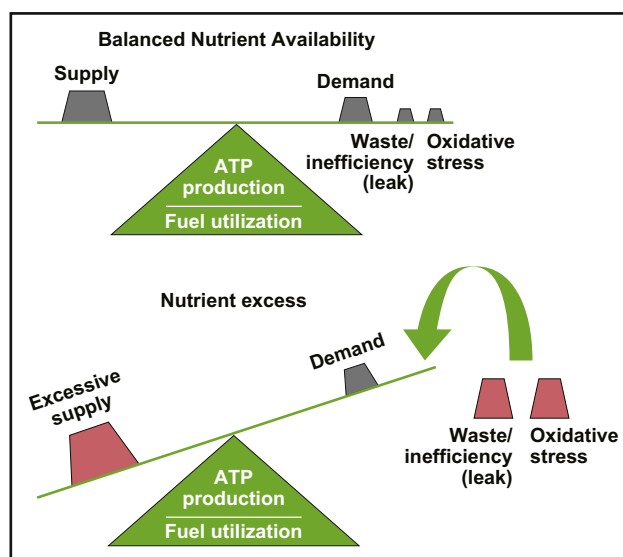 Balanced Nutrient Availability
Supply
Demand
Waste/
inefficiency
(leak)
Oxidative
stress
ATP
production
Fuel utilization
Nutrient excess
Demand
Excessive
supply
Waste/
inefficiency
(leak)
Oxidative
stress
ATP
production
Fuel utilization